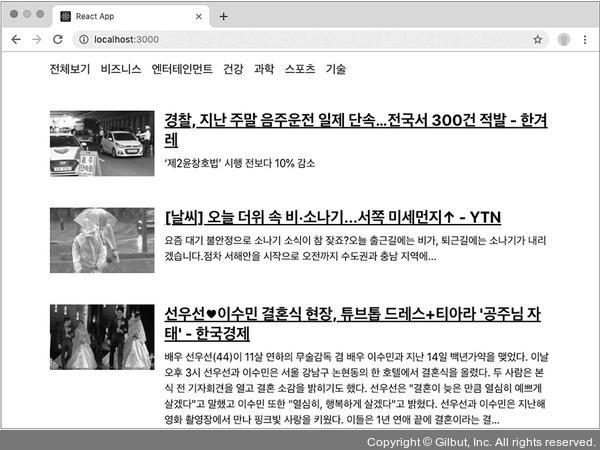 React App
localhost:3000
전체보기 비즈니스 엔터테인먼트 건강 과학 스포츠 기술
경찰, 지난 주말 음주운전 일제 단속…전국서 300건 적발 - 한겨
레
‘제2윤창호법’ 시행 전보다 10% 감소
[날씨] 오늘 더위 속 비·소나기...서쪽 미세먼지↑ - YTN
요즘 대기 불안정으로 소나기 소식이 참 잦죠?오늘 출근길에는 비가, 퇴근길에는 소나기가 내리
겠습니다.점차 서해안을 시작으로 오전까지 수도권과 충남 지역에...
선우선♥이수민 결혼식 현장, 튜브톱 드레스+티아라 '공주님 자
태' - 한국경제
배우 선우선(44)이 11살 연하의 무술감독 겸 배우 이수민과 지난 14일 백년가약을 맺었다. 이날
오후 3시 선우선과 이수민은 서울 강남구 논현동의 한 호텔에서 결혼식을 올렸다. 두 사람은 본
식 전 기자회견을 열고 결혼 소감을 밝히기도 했다. 선우선은 "결혼이 늦은 만큼 열심히 예쁘게
살겠다"고 말했고 이수민 또한 "열심히, 행복하게 살겠다"고 밝혔다. 선우선과 이수민은 지난해
영화 촬영장에서 만나 핑크빛 사랑을 키웠다. 이들은 1년 연애 끝에 결혼이라는 결...
Copyright © Gilbut, Inc. All rights reserved.